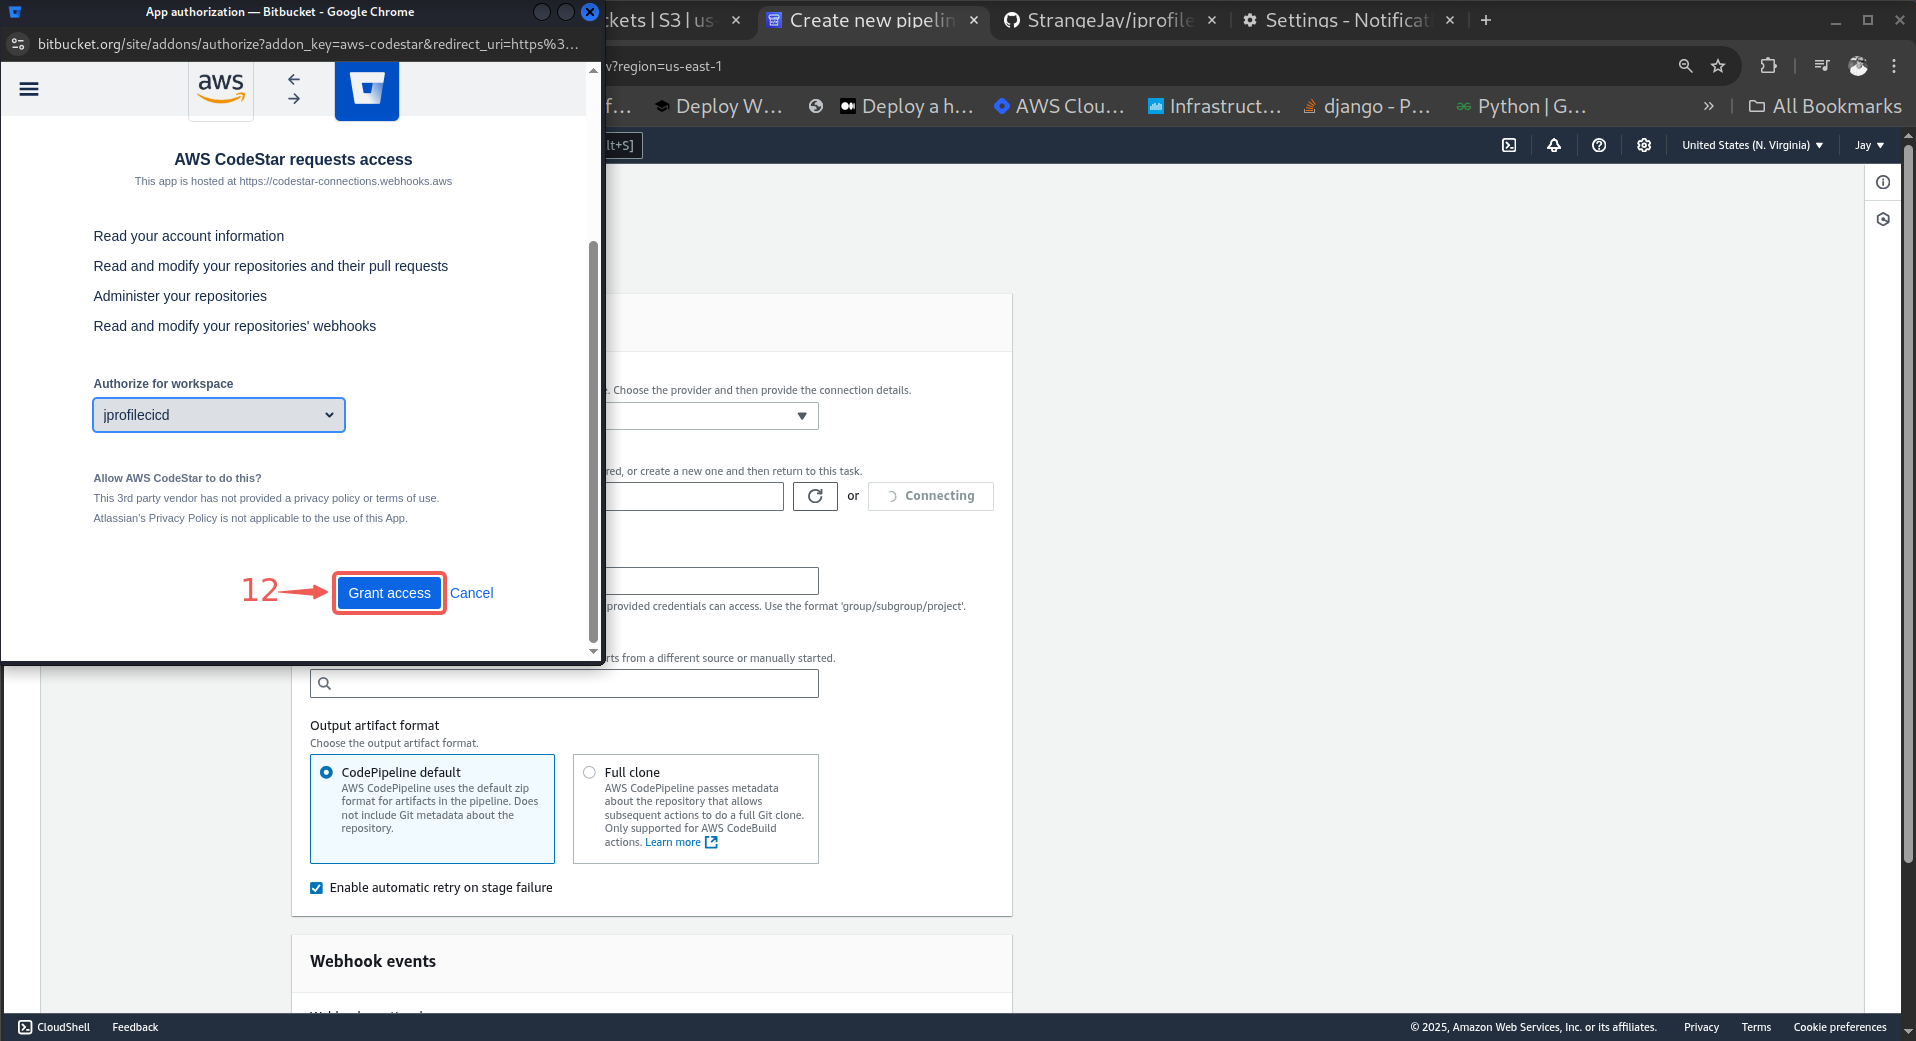 App authorization — Bitbucket - Google Chrome
kets | S3 | us-
Create new pipelin
StrangeJay/jprofile
Settings - Notificat
bitbucket.org/site/addons/authorize?addon_key=aws-codestar&redirect_uri=https%3...
w?region=us-east-1
f...
Deploy W...
Deploy a h...
AWS Clou...
Infrastruct...
django - P...
Python | G...
»
All Bookmarks
aws
lt+S]
United States (N. Virginia)
Jay
AWS CodeStar requests access
This app is hosted at https://codestar-connections.webhooks.aws
Read your account information
Read and modify your repositories and their pull requests
Administer your repositories
Read and modify your repositories' webhooks
Authorize for workspace
jprofilecicd
Allow AWS CodeStar to do this?
This 3rd party vendor has not provided a privacy policy or terms of use.
Atlassian's Privacy Policy is not applicable to the use of this App.
12
Grant access
Cancel
e. Choose the provider and then provide the connection details.
red, or create a new one and then return to this task.
or
Connecting
provided credentials can access. Use the format 'group/subgroup/project'.
rts from a different source or manually started.
Output artifact format
Choose the output artifact format.
CodePipeline default
AWS CodePipeline uses the default zip
format for artifacts in the pipeline. Does
not include Git metadata about the
repository.
Full clone
AWS CodePipeline passes metadata
about the repository that allows
subsequent actions to do a full Git clone.
Only supported for AWS CodeBuild
actions. Learn more
Enable automatic retry on stage failure
Webhook events
CloudShell
Feedback
© 2025, Amazon Web Services, Inc. or its affiliates.
Privacy
Terms
Cookie preferences